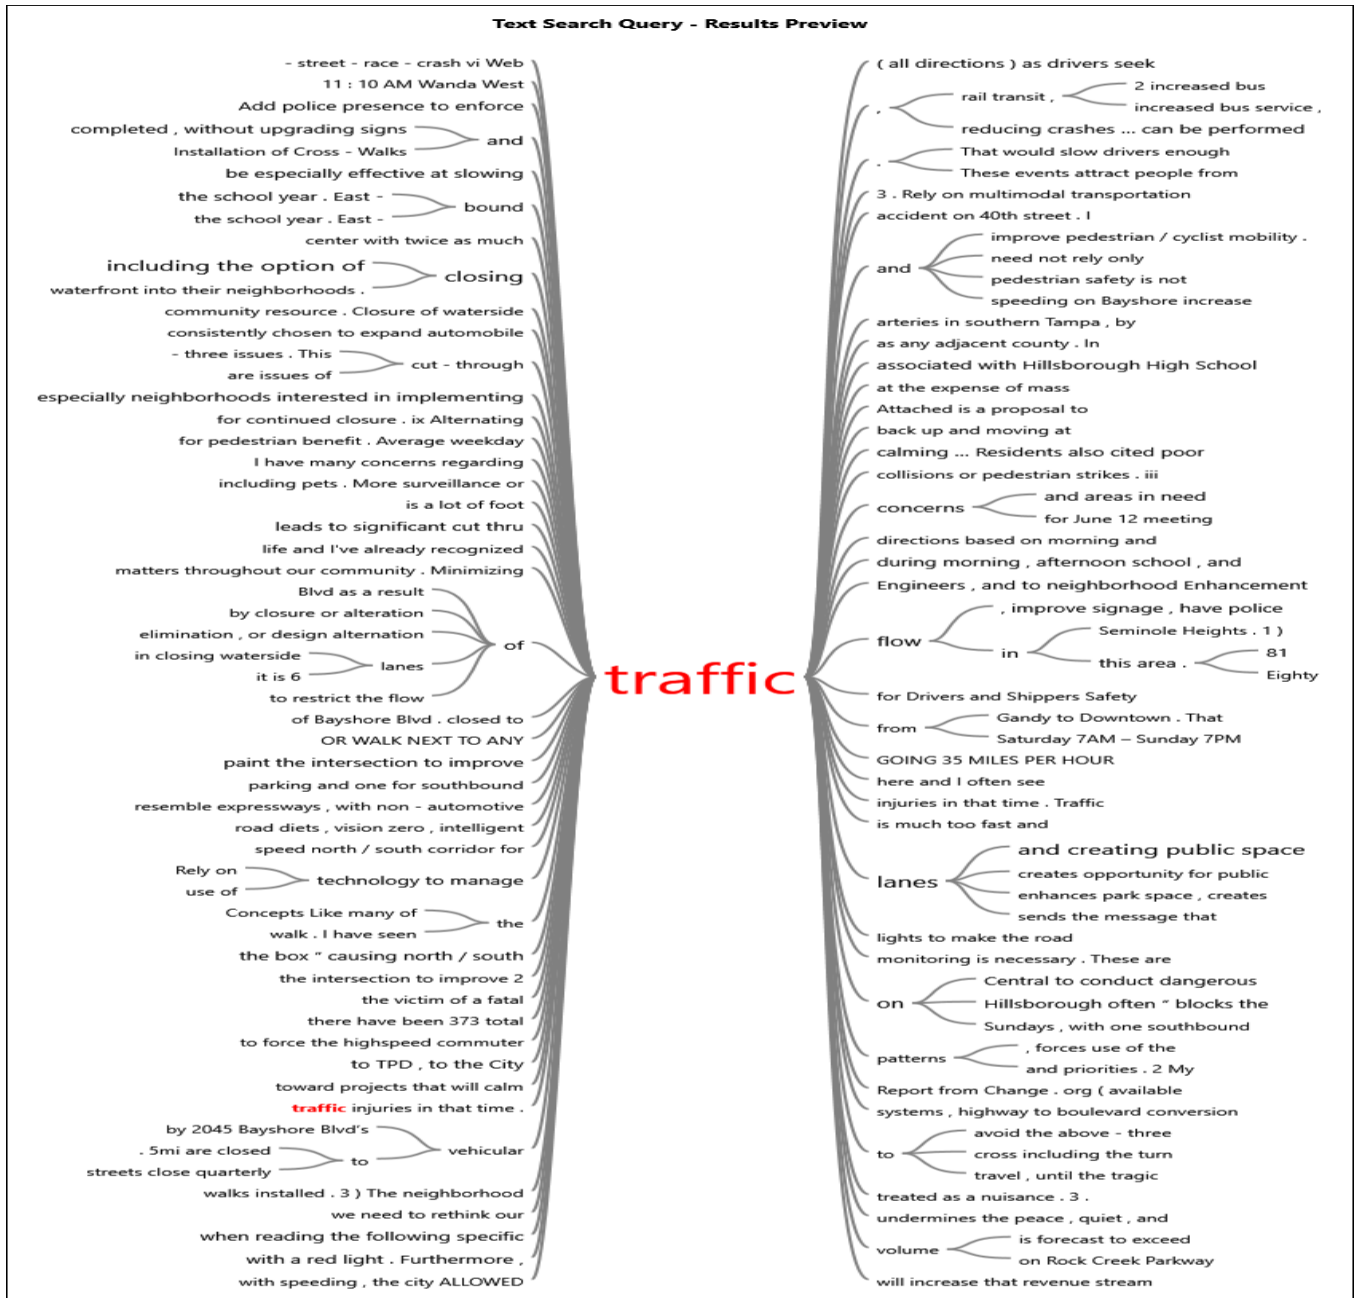 Text Search Query - Results Preview
- street - race - crash vi Web
11 : 10 AM Wanda West
Add police presence to enforce
completed , without upgrading signs
Installation of Cross - Walks
and
be especially effective at slowing
the school year . East -
the school year . East -
bound
center with twice as much
including the option of
waterfront into their neighborhoods .
closing
community resource . Closure of waterside
consistently chosen to expand automobile
- three issues . This
are issues of
cut - through
especially neighborhoods interested in implementing
for continued closure . ix Alternating
for pedestrian benefit . Average weekday
I have many concerns regarding
including pets . More surveillance or
is a lot of foot
leads to significant cut thru
life and I've already recognized
matters throughout our community . Minimizing
Blvd as a result
by closure or alteration
elimination , or design alternation
in closing waterside
it is 6
lanes
to restrict the flow
of
of Bayshore Blvd . closed to
OR WALK NEXT TO ANY
paint the intersection to improve
parking and one for southbound
resemble expressways , with non - automotive
road diets , vision zero , intelligent
speed north / south corridor for
Rely on
use of
technology to manage
Concepts Like many of
walk . I have seen
the
the box " causing north / south
the intersection to improve 2
the victim of a fatal
there have been 373 total
to force the highspeed commuter
to TPD , to the City
toward projects that will calm
traffic injuries in that time .
by 2045 Bayshore Blvd's
. 5mi are closed
streets close quarterly
to
vehicular
walks installed . 3 ) The neighborhood
we need to rethink our
when reading the following specific
with a red light . Furthermore ,
with speeding , the city ALLOWED
traffic
( all directions ) as drivers seek
,
rail transit ,
2 increased bus
increased bus service ,
reducing crashes ... can be performed
.
That would slow drivers enough
These events attract people from
3 . Rely on multimodal transportation
accident on 40th street . I
and
improve pedestrian / cyclist mobility .
need not rely only
pedestrian safety is not
speeding on Bayshore increase
arteries in southern Tampa , by
as any adjacent county . In
associated with Hillsborough High School
at the expense of mass
Attached is a proposal to
back up and moving at
calming ... Residents also cited poor
collisions or pedestrian strikes . iii
concerns
and areas in need
for June 12 meeting
directions based on morning and
during morning , afternoon school , and
Engineers , and to neighborhood Enhancement
flow
, improve signage , have police
in
Seminole Heights . 1 )
this area .
81
Eighty
for Drivers and Shippers Safety
from
Gandy to Downtown . That
Saturday 7AM – Sunday 7PM
GOING 35 MILES PER HOUR
here and I often see
injuries in that time . Traffic
is much too fast and
lanes
and creating public space
creates opportunity for public
enhances park space , creates
sends the message that
lights to make the road
monitoring is necessary . These are
on
Central to conduct dangerous
Hillsborough often " blocks the
Sundays , with one southbound
patterns
, forces use of the
and priorities . 2 My
Report from Change . org ( available
systems , highway to boulevard conversion
to
avoid the above - three
cross including the turn
travel , until the tragic
treated as a nuisance . 3 .
undermines the peace , quiet , and
volume
is forecast to exceed
on Rock Creek Parkway
will increase that revenue stream